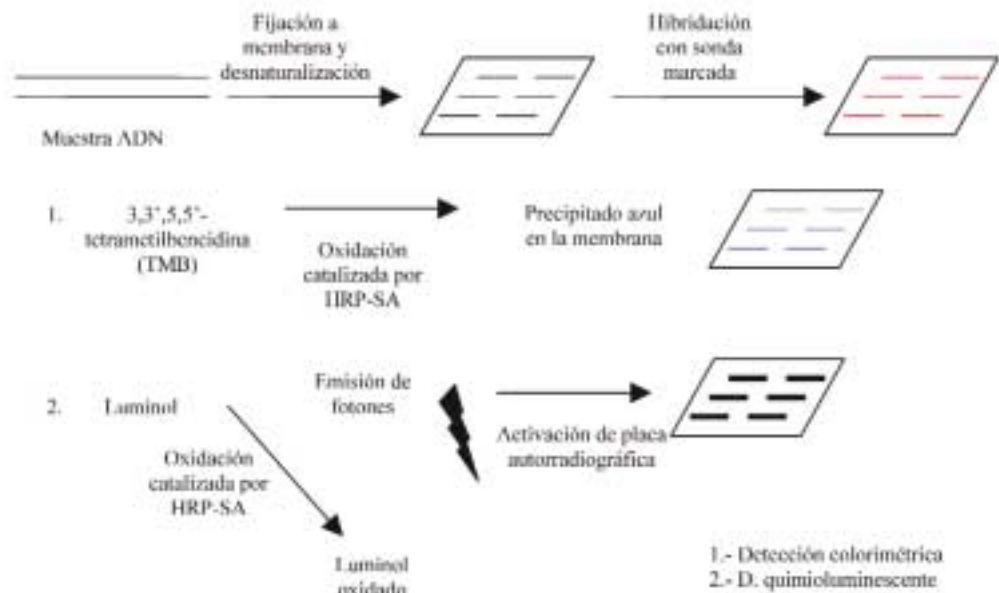 Fijación a
membrana y
desnaturalización
Hibridación
con sonda
marcada
Muestra ADN
1. 3,3',5,5'-
tetrametilbencidina
(TMB)
Oxidación
catalizada por
HRP-SA
Precipitado azul
en la membrana
2. Luminol
Emisión de
fotones
Oxidación
catalizada por
HRP-SA
Activación de placa
autorradiográfica
Luminol
oxidado
1.- Detección colorimétrica
2.- D. quimioluminescente